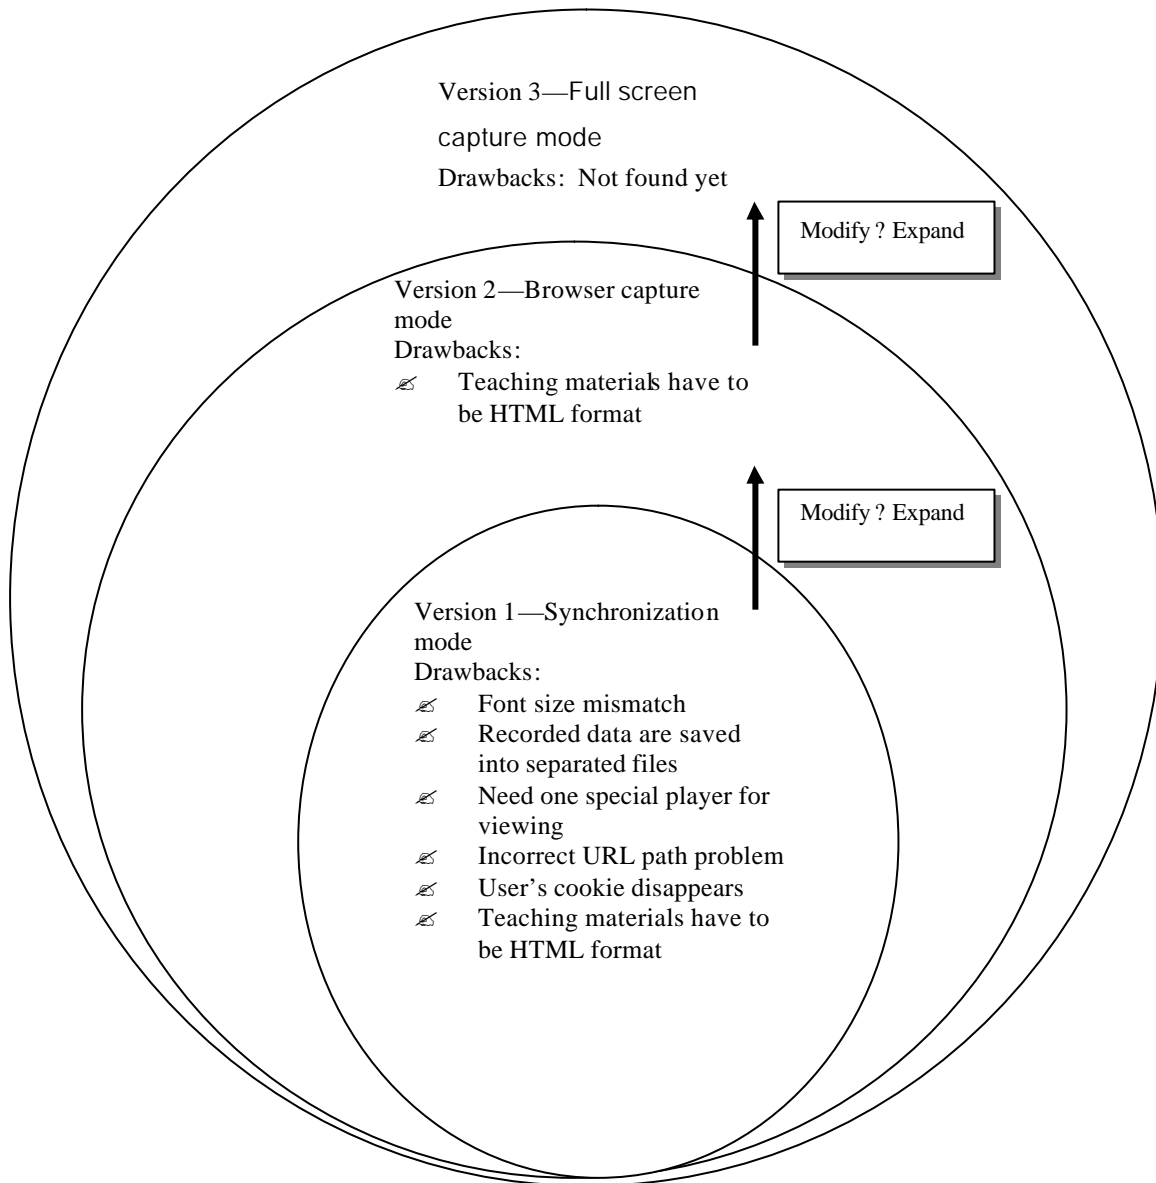 Version 3—Full screen
capture mode
Drawbacks: Not found yet
Modify ? Expand
Version 2—Browser capture
mode
Drawbacks:
Teaching materials have to
be HTML format
Modify ? Expand
Version 1—Synchronization
mode
Drawbacks:
Font size mismatch
Recorded data are saved
into separated files
Need one special player for
viewing
Incorrect URL path problem
User's cookie disappears
Teaching materials have to
be HTML format